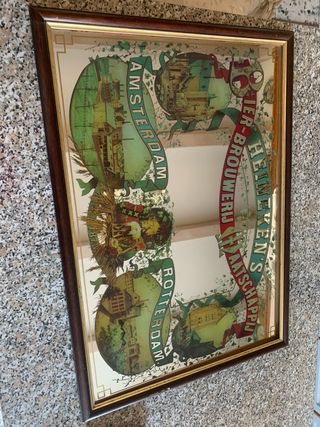 HEINEKEN'S
BIER-BROUWERIJ MAATSCHAPPIJ
AMSTERDAM
ROTTERDAM